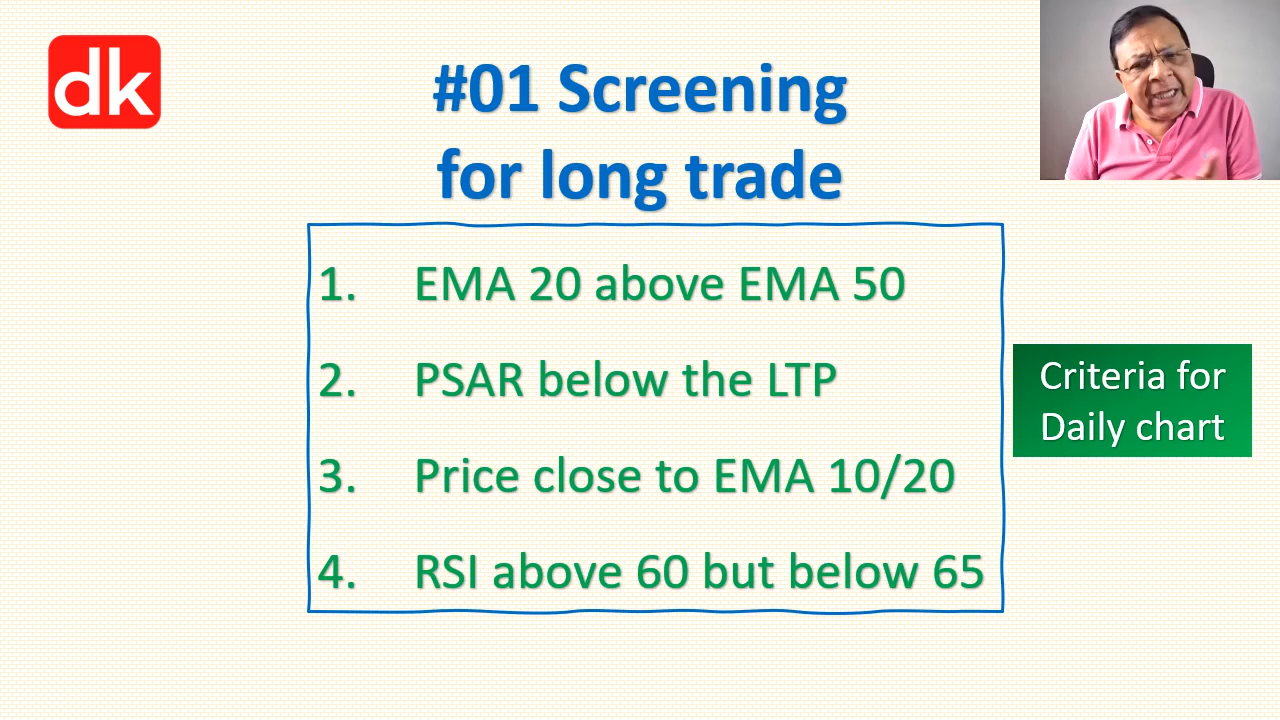 dk
#01 Screening
for long trade
1. EMA 20 above EMA 50
2. PSAR below the LTP
3. Price close to EMA 10/20
4. RSI above 60 but below 65
Criteria for
Daily chart